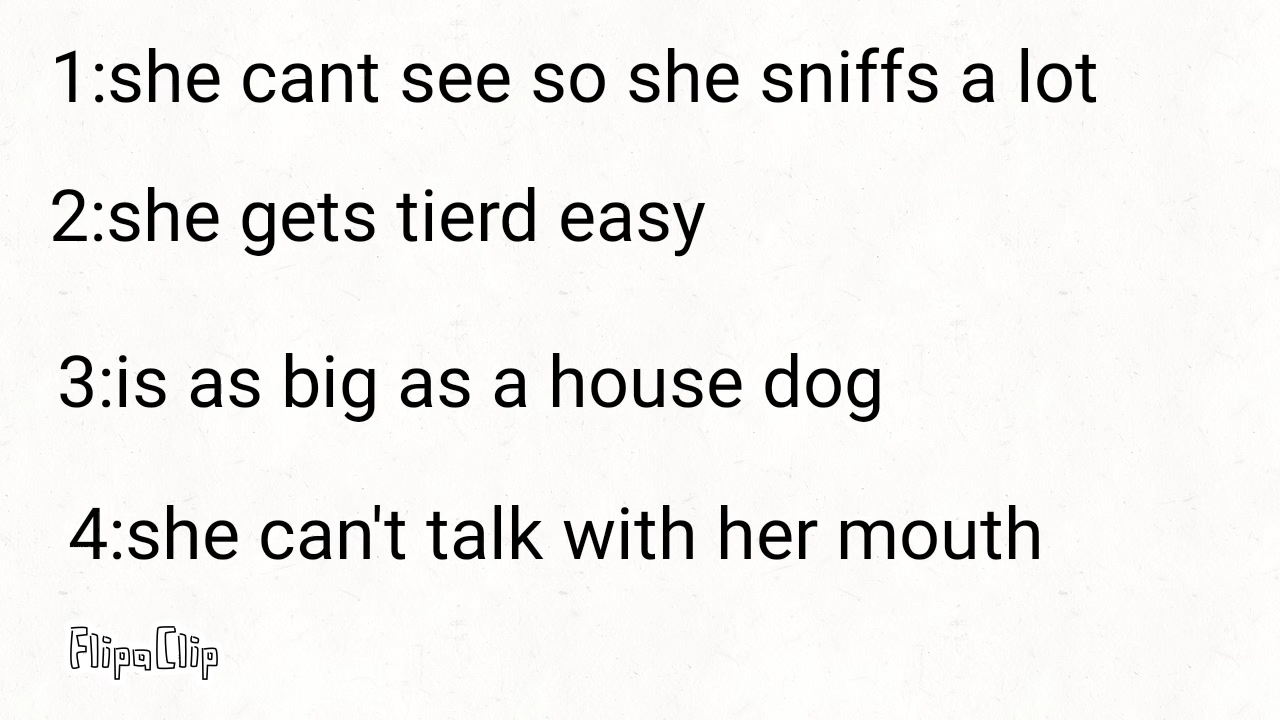 1:she cant see so she sniffs a lot
2:she gets tierd easy
3:is as big as a house dog
4:she can't talk with her mouth
FlipaClip